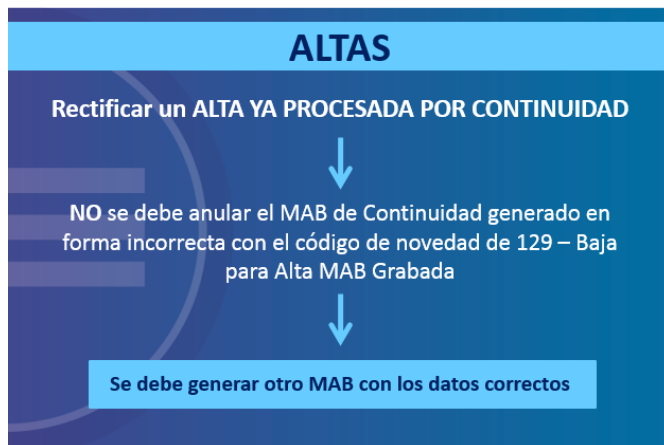 ALTAS
Rectificar un ALTA YA PROCESADA POR CONTINUIDAD
NO se debe anular el MAB de Continuidad generado en
forma incorrecta con el código de novedad de 129 – Baja
para Alta MAB Grabada
Se debe generar otro MAB con los datos correctos